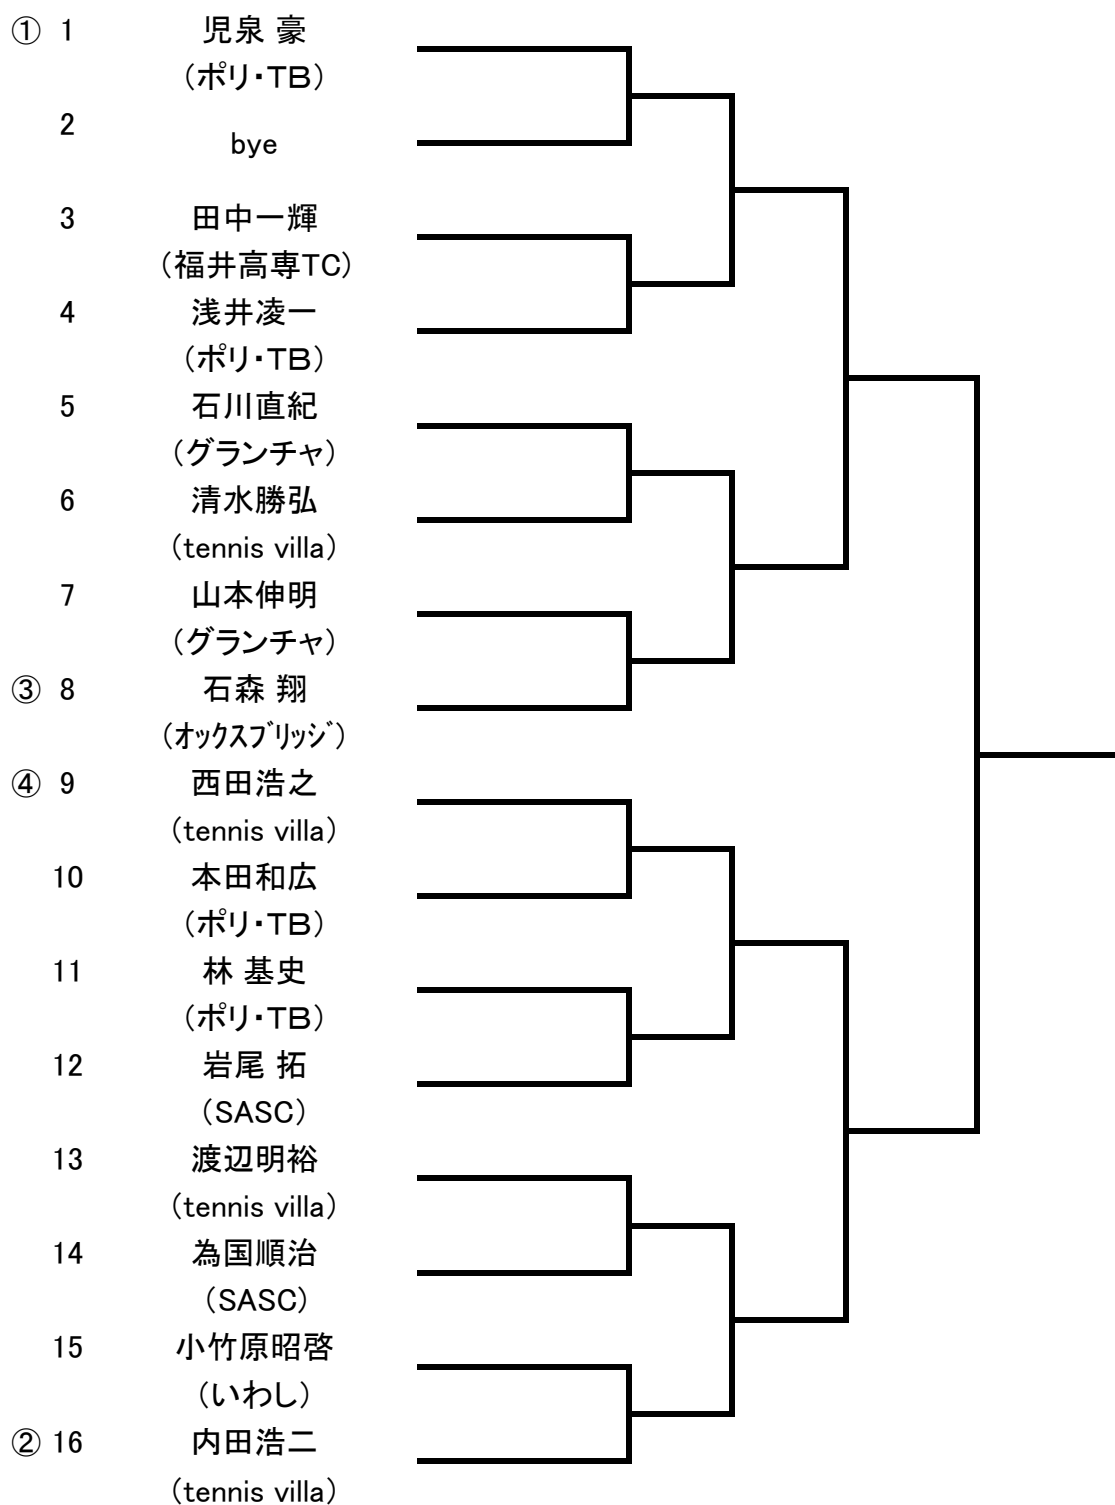 ① 1 児泉 豪
(ポリ・TB)
2 bye
3 田中一輝
(福井高専TC)
4 浅井凌一
(ポリ・TB)
5 石川直紀
(グランチャ)
6 清水勝弘
(tennis villa)
7 山本伸明
(グランチャ)
③ 8 石森 翔
(ｵｯｸｽﾌﾞﾘｯｼﾞ)
④ 9 西田浩之
(tennis villa)
10 本田和広
(ポリ・TB)
11 林 基史
(ポリ・TB)
12 岩尾 拓
(SASC)
13 渡辺明裕
(tennis villa)
14 為国順治
(SASC)
15 小竹原昭啓
(いわし)
② 16 内田浩二
(tennis villa)